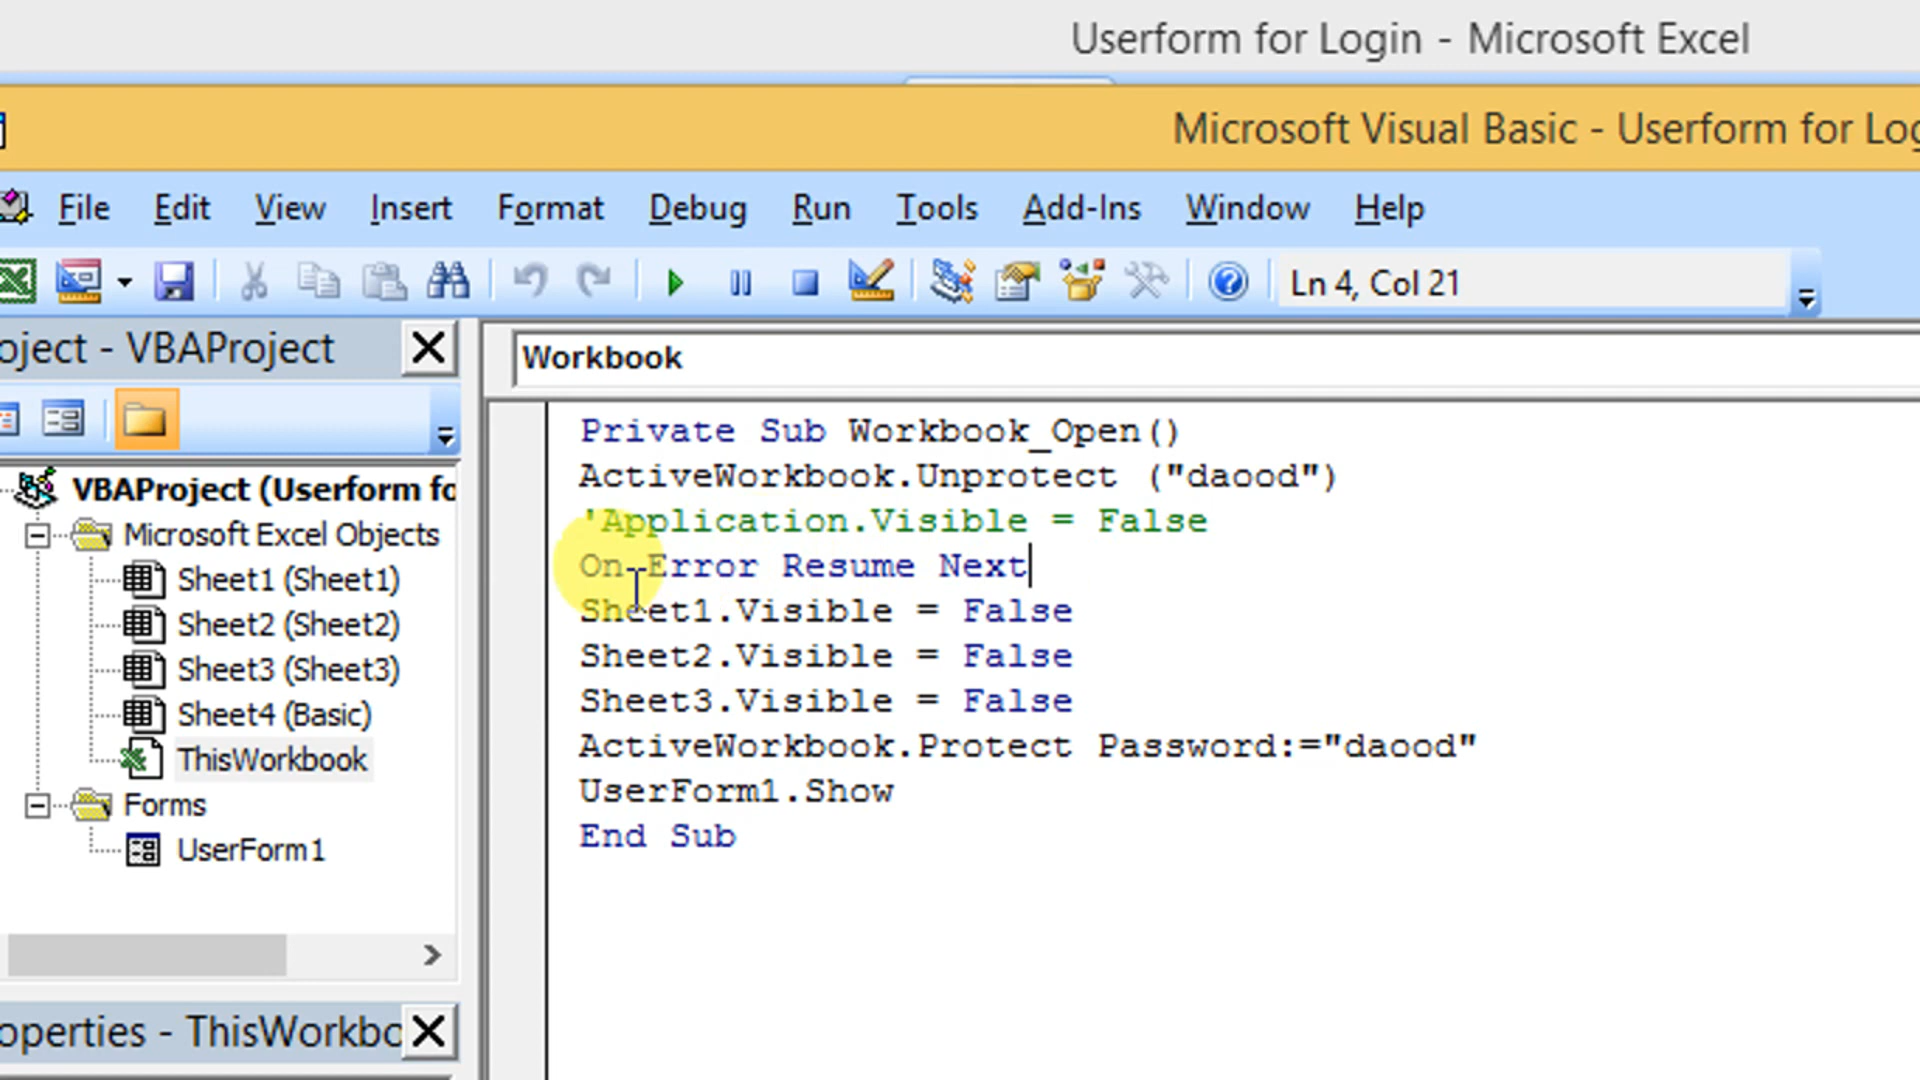 Userform for Login - Microsoft Excel
Microsoft Visual Basic - Userform for Log
File Edit View Insert Format Debug Run Tools Add-Ins Window Help
Ln 4, Col 21
oject - VBAProject
Workbook
VBAProject (Userform fo
Microsoft Excel Objects
Sheet1 (Sheet1)
Sheet2 (Sheet2)
Sheet3 (Sheet3)
Sheet4 (Basic)
ThisWorkbook
Forms
UserForm1
Private Sub Workbook_Open()
ActiveWorkbook.Unprotect ("daood")
'Application.Visible = False
On Error Resume Next
Sheet1.Visible = False
Sheet2.Visible = False
Sheet3.Visible = False
ActiveWorkbook.Protect Password:="daood"
UserForm1.Show
End Sub
operties - ThisWorkbo